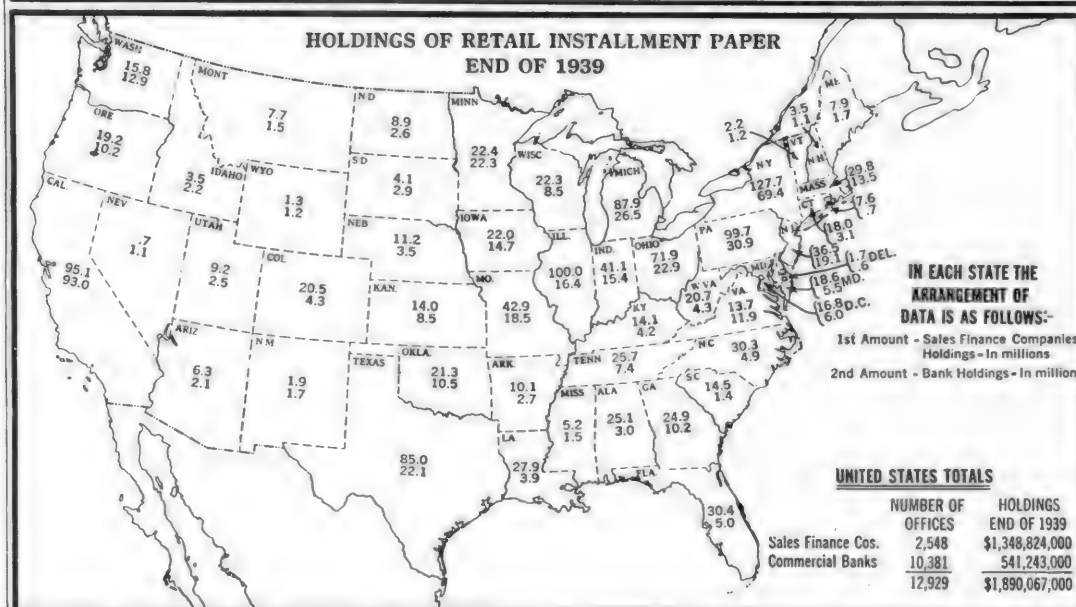 HOLDINGS OF RETAIL INSTALLMENT PAPER
END OF 1939
WASH
15.8
12.9
ORE
19.2
10.2
CAL.
95.1
93.0
NEV
.7
1.1
IDAHO
3.5
2.2
MONT
7.7
1.5
WYO
1.3
1.2
UTAH
9.2
2.5
COL
20.5
4.3
ARIZ
6.3
2.1
N M
1.9
1.7
N D
8.9
2.6
S D
4.1
2.9
NEB
11.2
3.5
KAN.
14.0
8.5
OKLA.
21.3
10.5
TEXAS
85.0
22.1
MINN
22.4
22.3
IOWA
22.0
14.7
MO.
42.9
18.5
ARK.
10.1
2.7
LA
27.9
3.9
WISC
22.3
8.5
ILL.
100.0
16.4
MICH
87.9
26.5
IND.
41.1
15.4
OHIO
71.9
22.9
KY
14.1
4.2
TENN 25.7
7.4
MISS
5.2
1.5
ALA
25.1
3.0
GA
24.9
10.2
FLA.
30.4
5.0
S C
14.5
1.4
N C
30.3
4.9
VA.
13.7
11.9
W VA
20.7
4.3
PA
99.7
30.9
N Y
127.7
69.4
VT
2.2
1.2
N H
3.5
1.1
ME
7.9
1.7
MASS
29.8
13.5
7.6
.7
CT
18.0
3.1
N J
36.5
19.1
1.7 DEL.
.6
MD
18.6
5.5 MD.
16.8 D.C.
6.0
IN EACH STATE THE
ARRANGEMENT OF
DATA IS AS FOLLOWS:-
1st Amount - Sales Finance Companies
Holdings - In millions
2nd Amount - Bank Holdings - In million
UNITED STATES TOTALS
NUMBER OF HOLDINGS
OFFICES END OF 1939
Sales Finance Cos. 2,548 $1,348,824,000
Commercial Banks 10,381 541,243,000
12,929 $1,890,067,000